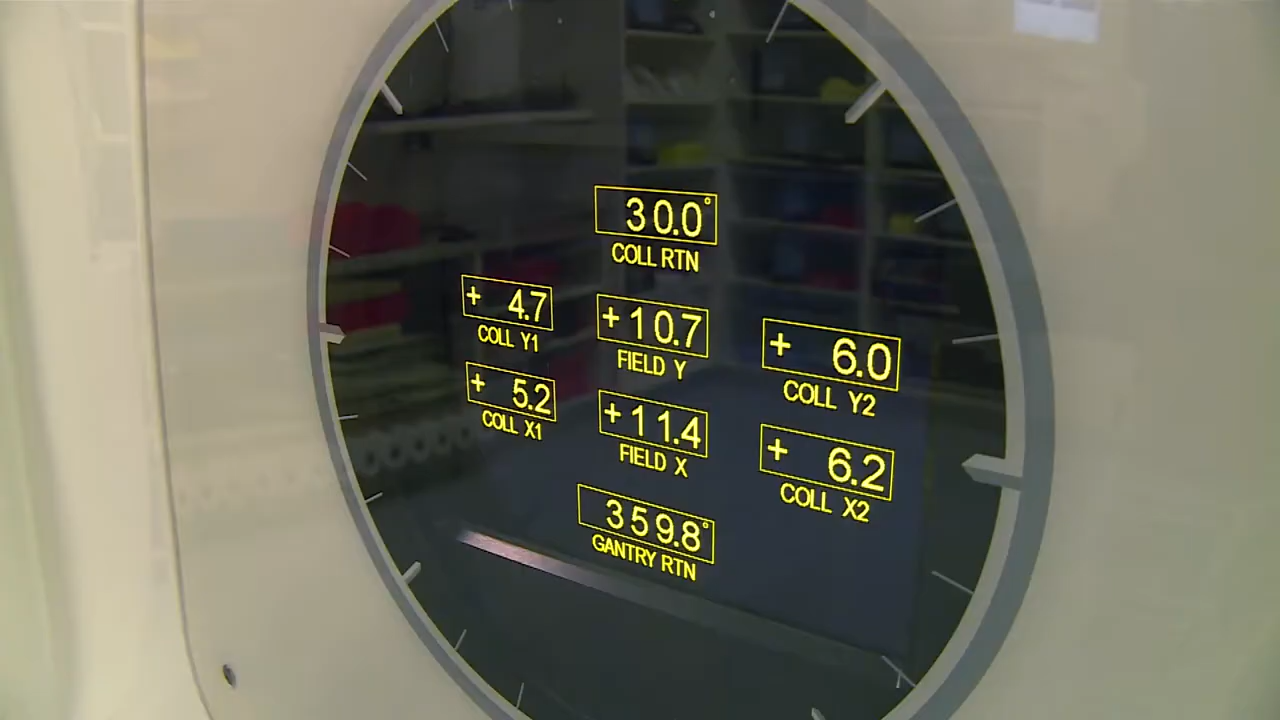 30.0°
COLL RTN
+ 4.7
COLL Y1
+10.7
FIELD Y
+ 6.0
COLL Y2
+ 5.2
COLL X1
+11.4
FIELD X
+ 6.2
COLL X2
359.8°
GANTRY RTN